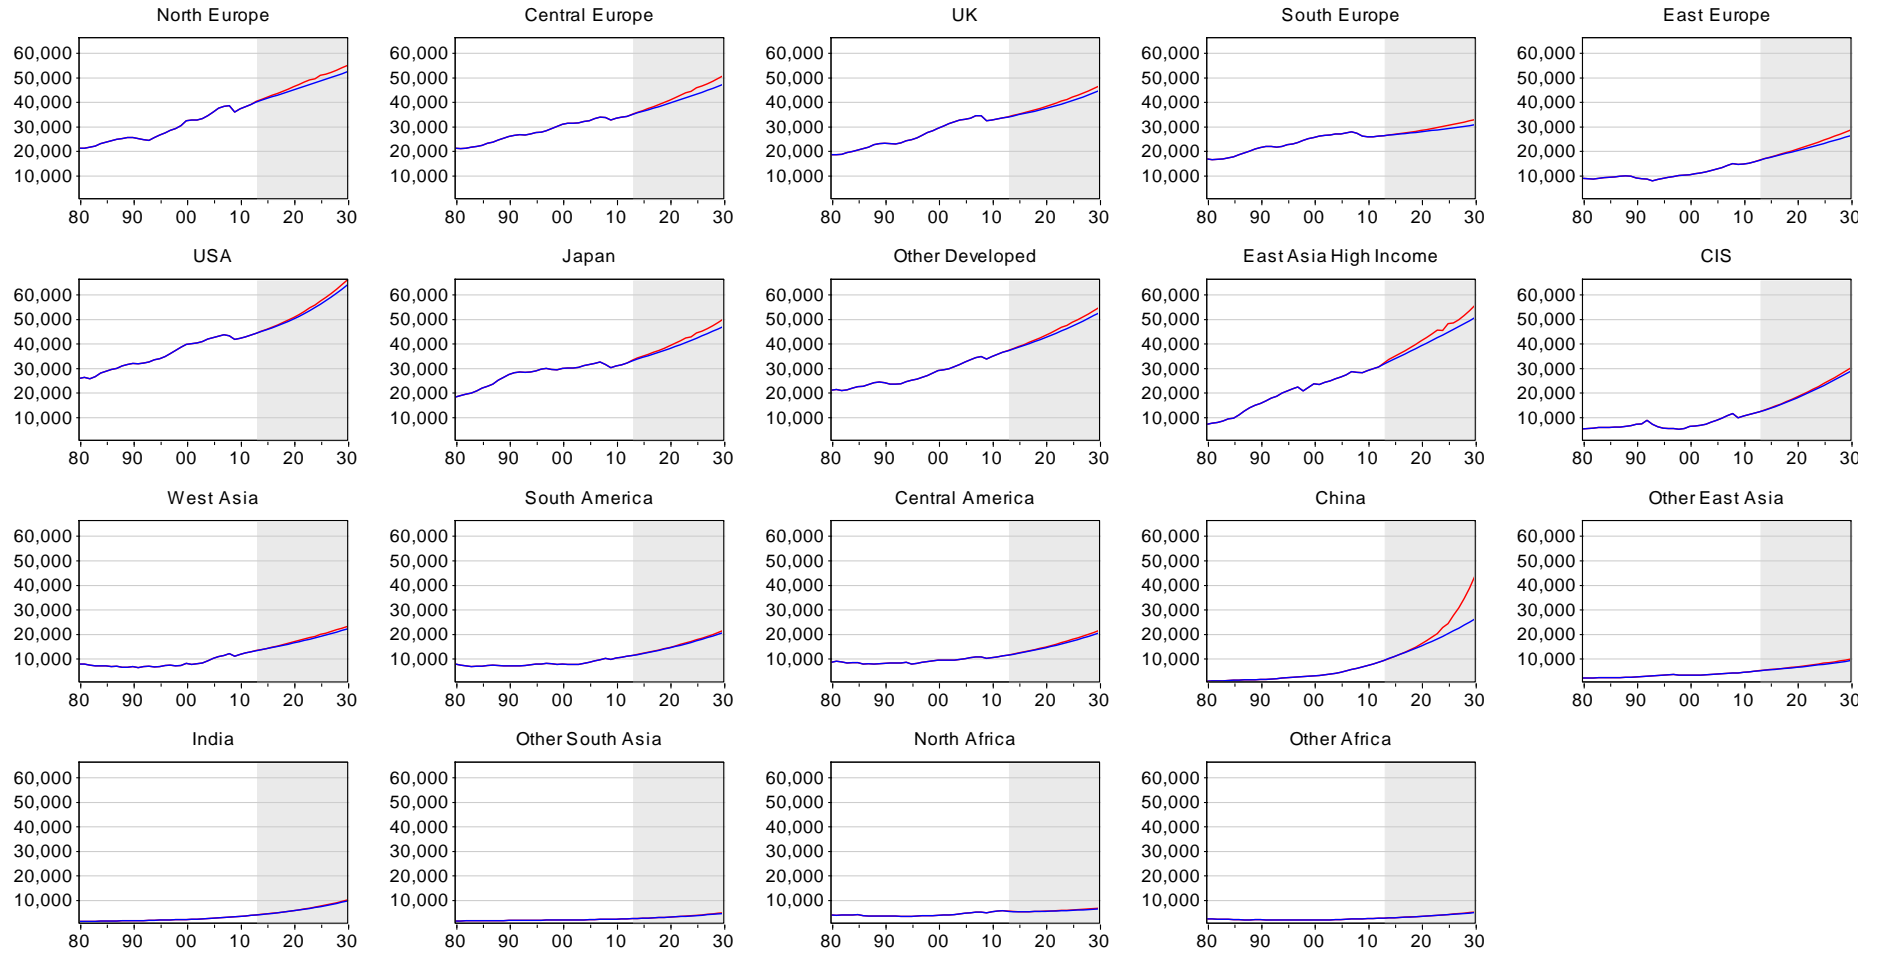 North Europe Central Europe UK South Europe East Europe
60,000 60,000 60,000 60,000 60,000
50,000 50,000 50,000 50,000 50,000
40,000 40,000 40,000 40,000 40,000
30,000 30,000 30,000 30,000 30,000
20,000 20,000 20,000 20,000 20,000
10,000 10,000 10,000 10,000 10,000
80 90 00 10 20 30 80 90 00 10 20 30 80 90 00 10 20 30 80 90 00 10 20 30 80 90 00 10 20 30
USA Japan Other Developed East Asia High Income CIS
60,000 60,000 60,000 60,000 60,000
50,000 50,000 50,000 50,000 50,000
40,000 40,000 40,000 40,000 40,000
30,000 30,000 30,000 30,000 30,000
20,000 20,000 20,000 20,000 20,000
10,000 10,000 10,000 10,000 10,000
80 90 00 10 20 30 80 90 00 10 20 30 80 90 00 10 20 30 80 90 00 10 20 30 80 90 00 10 20 30
West Asia South America Central America China Other East Asia
60,000 60,000 60,000 60,000 60,000
50,000 50,000 50,000 50,000 50,000
40,000 40,000 40,000 40,000 40,000
30,000 30,000 30,000 30,000 30,000
20,000 20,000 20,000 20,000 20,000
10,000 10,000 10,000 10,000 10,000
80 90 00 10 20 30 80 90 00 10 20 30 80 90 00 10 20 30 80 90 00 10 20 30 80 90 00 10 20 30
India Other South Asia North Africa Other Africa
60,000 60,000 60,000 60,000
50,000 50,000 50,000 50,000
40,000 40,000 40,000 40,000
30,000 30,000 30,000 30,000
20,000 20,000 20,000 20,000
10,000 10,000 10,000 10,000
80 90 00 10 20 30 80 90 00 10 20 30 80 90 00 10 20 30 80 90 00 10 20 30